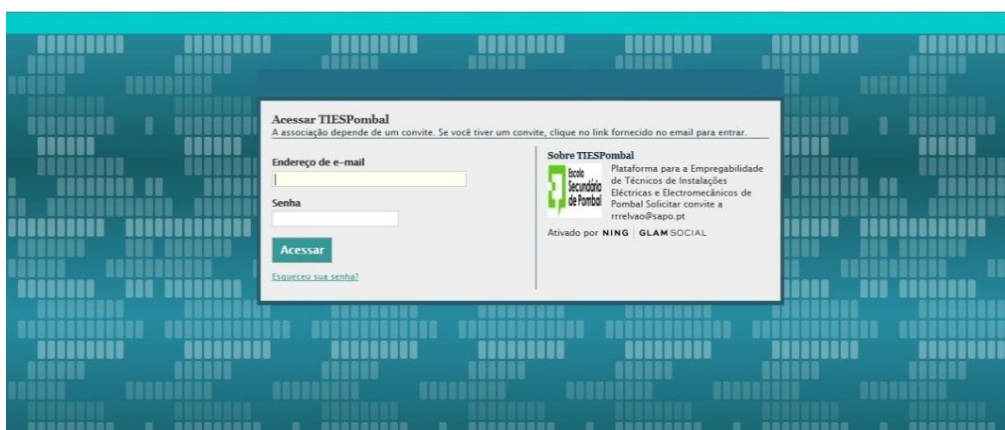 Acessar TIESPombal
A associação depende de um convite. Se você tiver um convite, clique no link fornecido no email para entrar.
Endereço de e-mail
Senha
Acessar
Esqueceu sua senha?
Sobre TIESPombal
Escola
Secundária
de Pombal
Plataforma para a Empregabilidade
de Técnicos de Instalações
Eléctricas e Electromecânicos de
Pombal Solicitar convite a
rrrelvao@sapo.pt
Ativado por NING GLAMSOCIAL